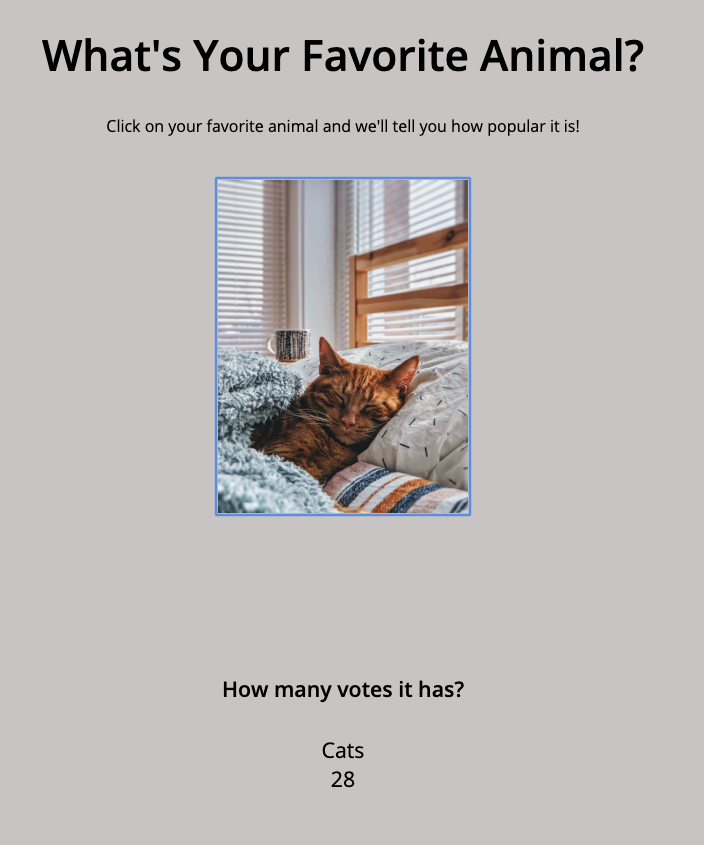 What's Your Favorite Animal?
Click on your favorite animal and we'll tell you how popular it is!
How many votes it has?
Cats
28